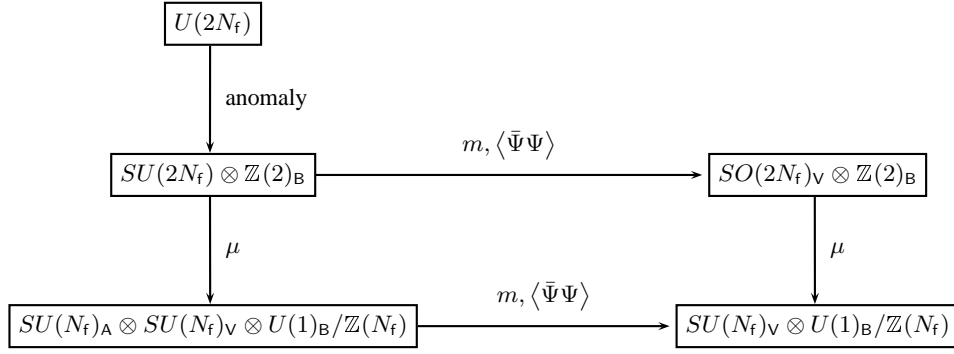 U(2N_f)
anomaly
m, ⟨Ψ̄Ψ⟩
SU(2N_f) ⊗ ℤ(2)_B
SO(2N_f)_V ⊗ ℤ(2)_B
μ
μ
m, ⟨Ψ̄Ψ⟩
SU(N_f)_A ⊗ SU(N_f)_V ⊗ U(1)_B/ℤ(N_f)
SU(N_f)_V ⊗ U(1)_B/ℤ(N_f)